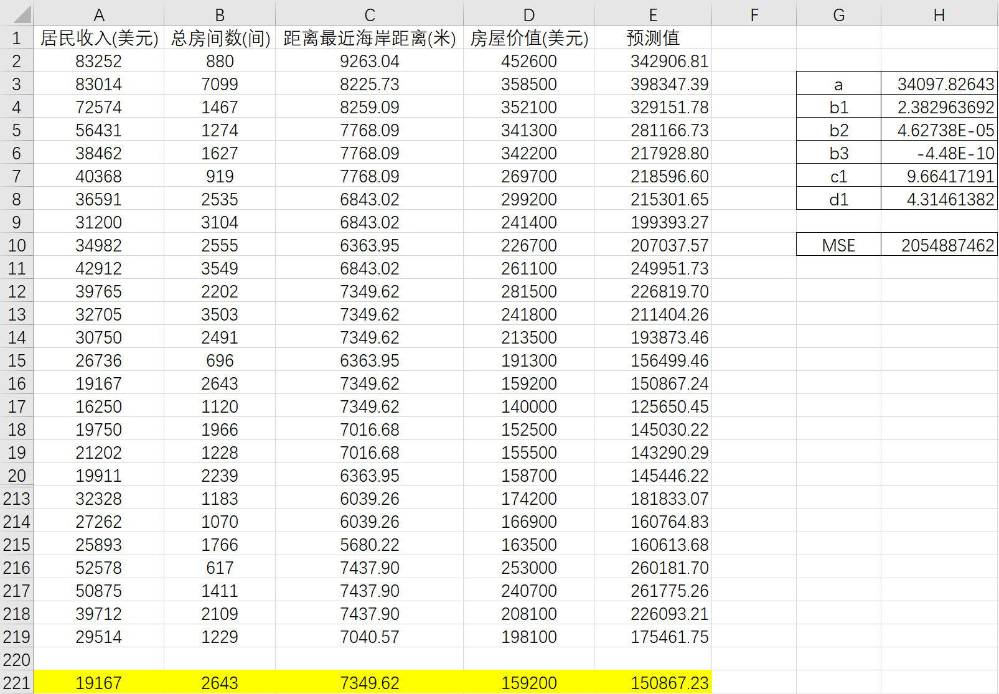 A B C D E F G H
1 居民收入(美元) 总房间数(间) 距离最近海岸距离(米) 房屋价值(美元) 预测值
2 83252 880 9263.04 452600 342906.81
3 83014 7099 8225.73 358500 398347.39 a 34097.82643
4 72574 1467 8259.09 352100 329151.78 b1 2.382963692
5 56431 1274 7768.09 341300 281166.73 b2 4.62738E-05
6 38462 1627 7768.09 342200 217928.80 b3 -4.48E-10
7 40368 919 7768.09 269700 218596.60 c1 9.66417191
8 36591 2535 6843.02 299200 215301.65 d1 4.31461382
9 31200 3104 6843.02 241400 199393.27
10 34982 2555 6363.95 226700 207037.57 MSE 2054887462
11 42912 3549 6843.02 261100 249951.73
12 39765 2202 7349.62 281500 226819.70
13 32705 3503 7349.62 241800 211404.26
14 30750 2491 7349.62 213500 193873.46
15 26736 696 6363.95 191300 156499.46
16 19167 2643 7349.62 159200 150867.24
17 16250 1120 7349.62 140000 125650.45
18 19750 1966 7016.68 152500 145030.22
19 21202 1228 7016.68 155500 143290.29
20 19911 2239 6363.95 158700 145446.22
213 32328 1183 6039.26 174200 181833.07
214 27262 1070 6039.26 166900 160764.83
215 25893 1766 5680.22 163500 160613.68
216 52578 617 7437.90 253000 260181.70
217 50875 1411 7437.90 240700 261775.26
218 39712 2109 7437.90 208100 226093.21
219 29514 1229 7040.57 198100 175461.75
220
221 19167 2643 7349.62 159200 150867.23